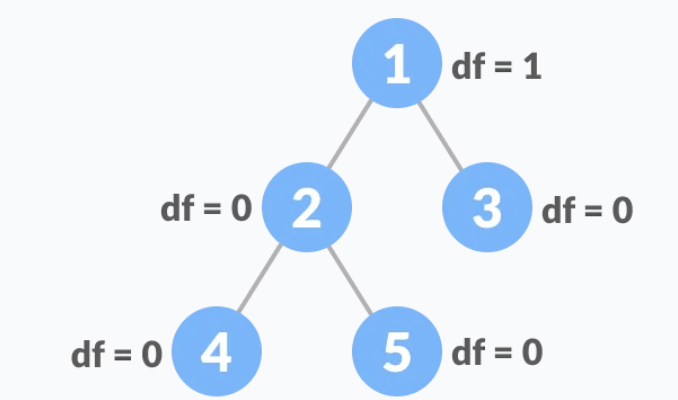 1 df = 1
df = 0 2 3 df = 0
df = 0 4 5 df = 0